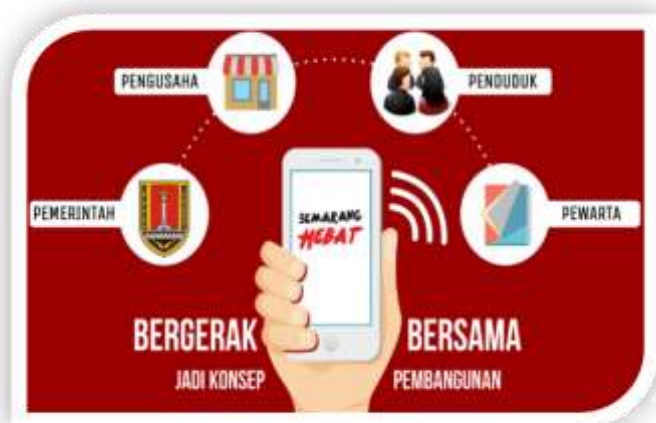 PENGUSAHA
PENDUDUK
PEMERINTAH
PEWARTA
SEMARANG
HEBAT
BERGERAK BERSAMA
JADI KONSEP PEMBANGUNAN